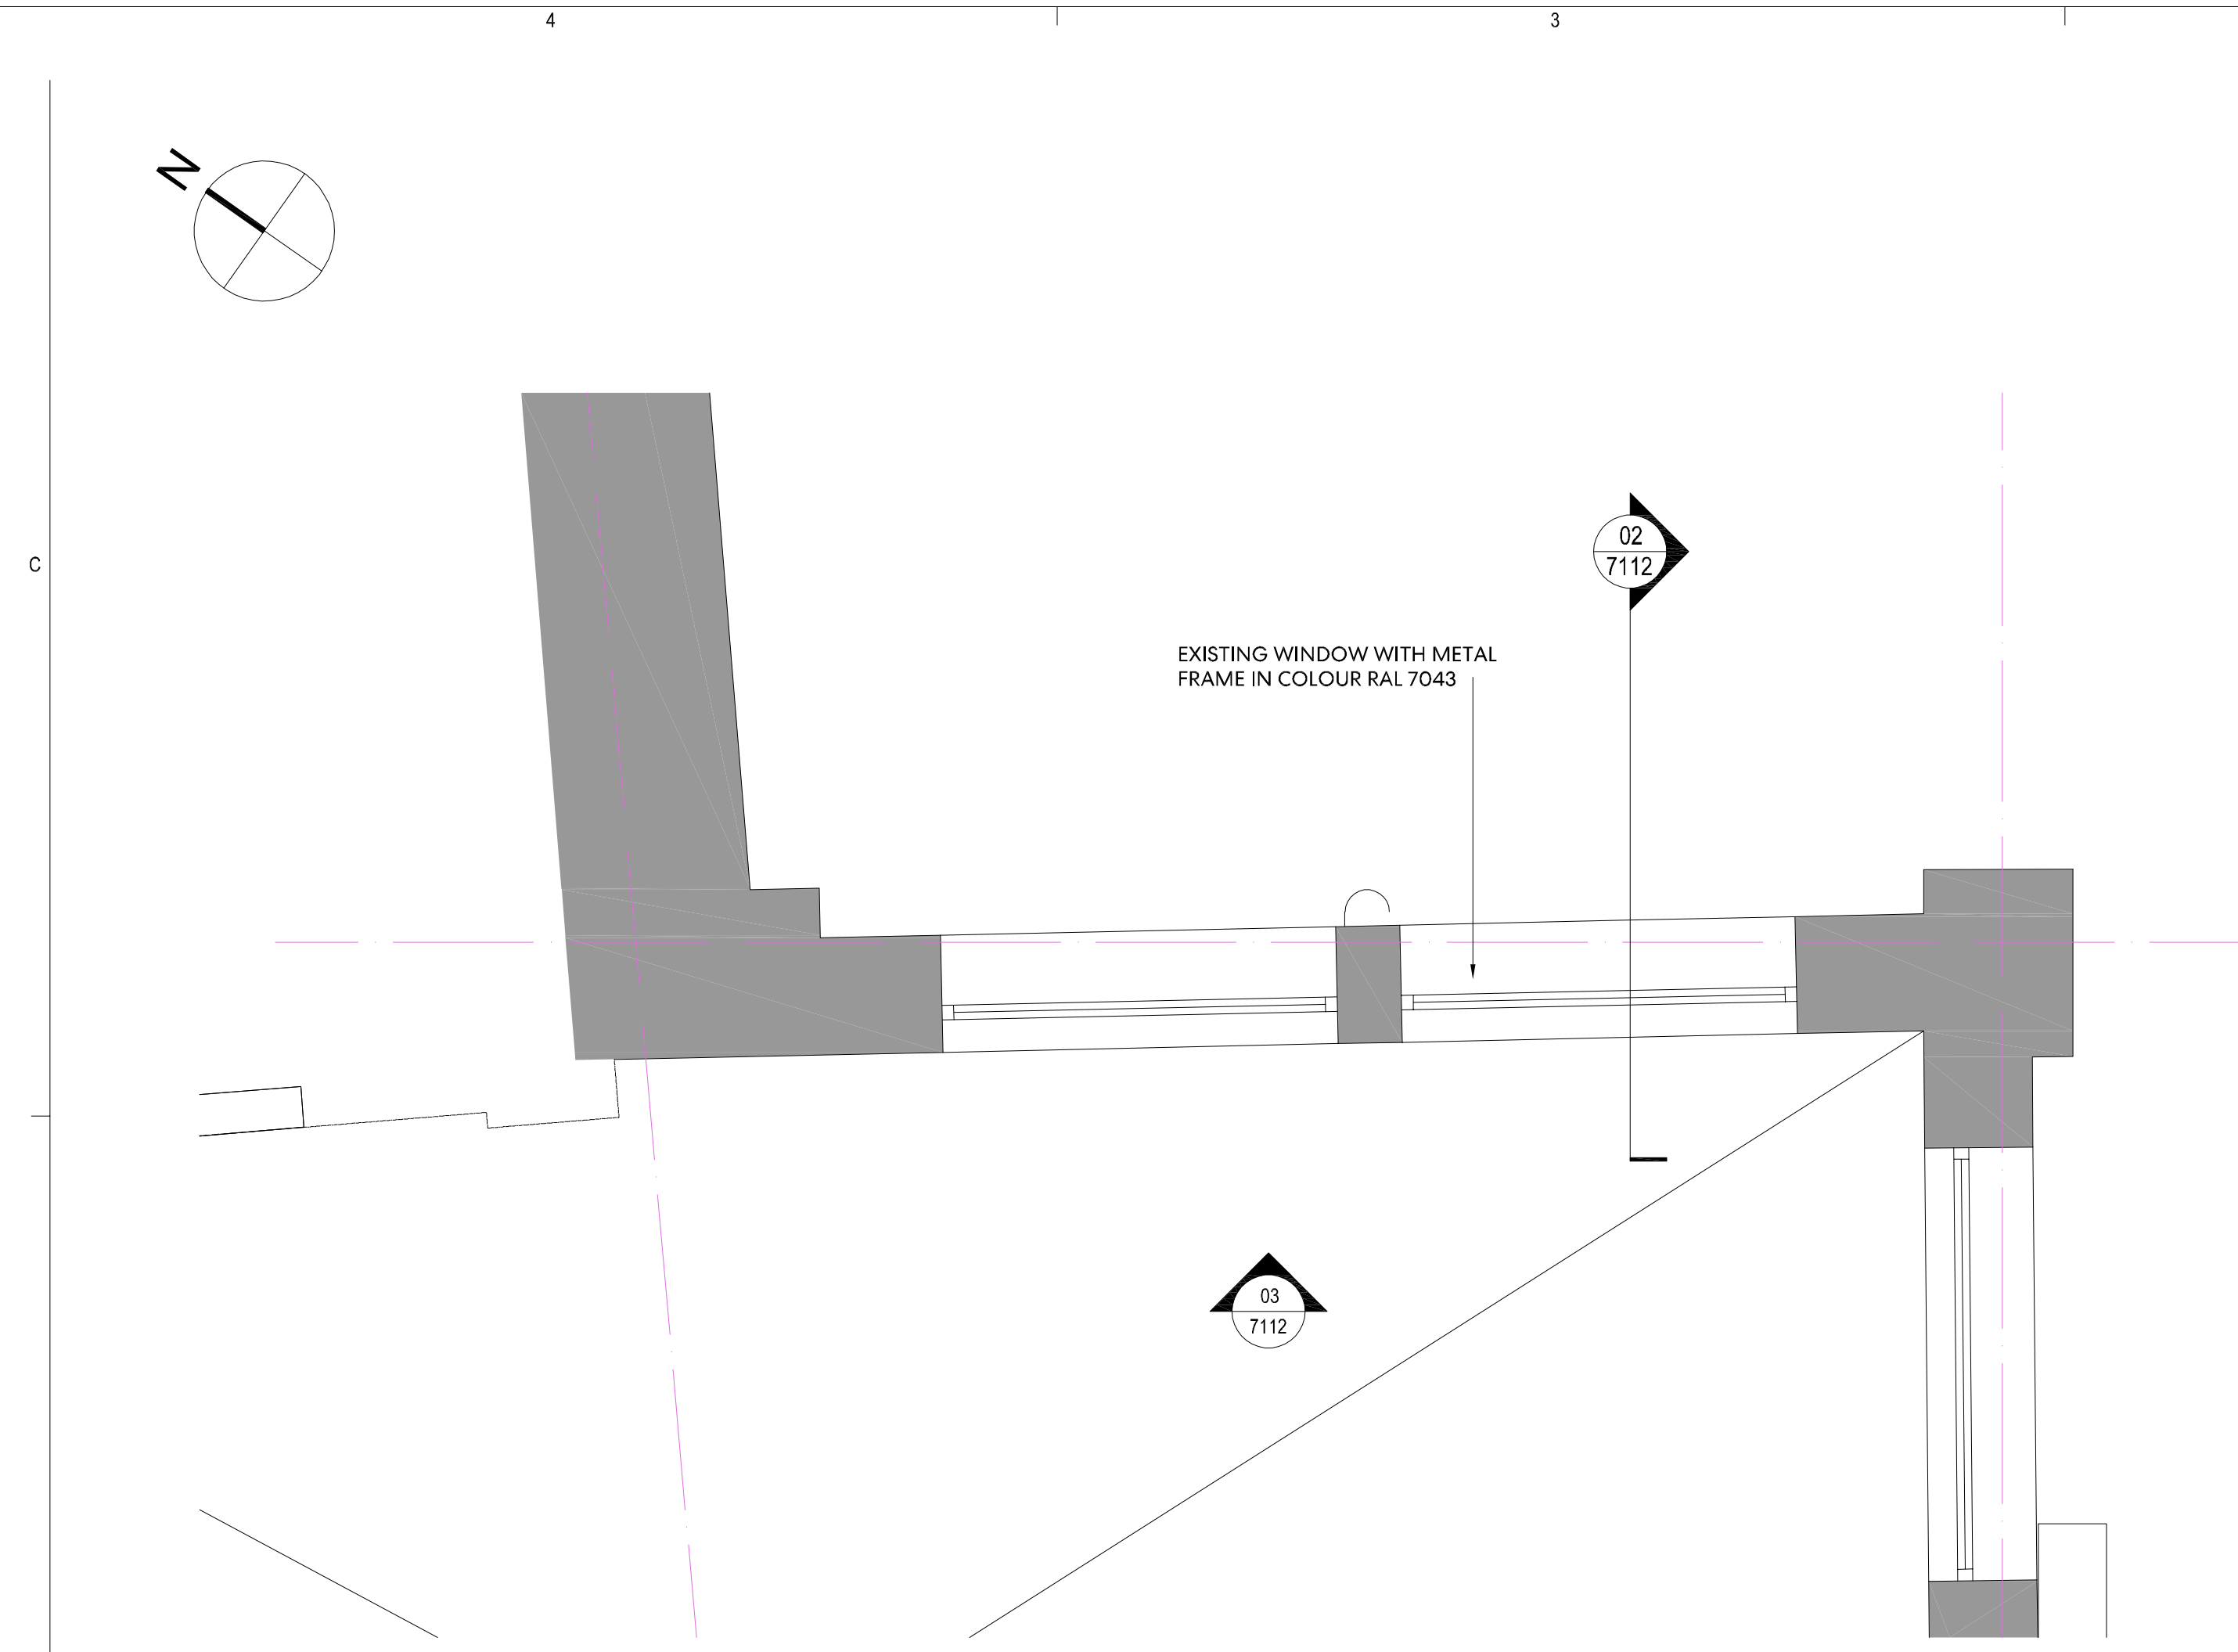 4
3
N
C
02
7112
EXISTING WINDOW WITH METAL
FRAME IN COLOUR RAL 7043
03
7112